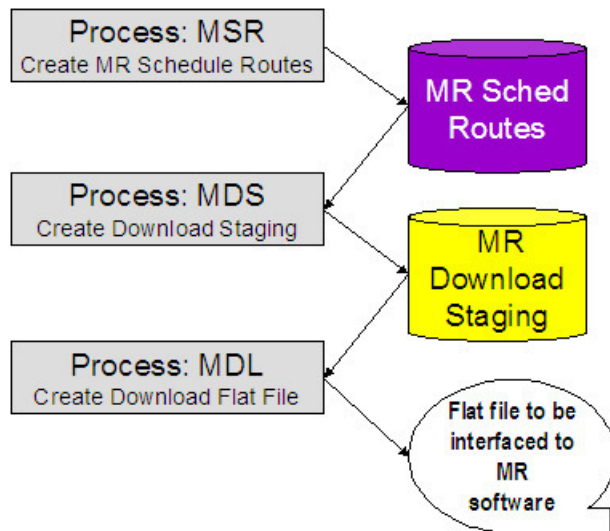 Process: MSR
Create MR Schedule Routes
MR Sched
Routes
Process: MDS
Create Download Staging
MR
Download
Staging
Process: MDL
Create Download Flat File
Flat file to be
interfaced to
MR
software